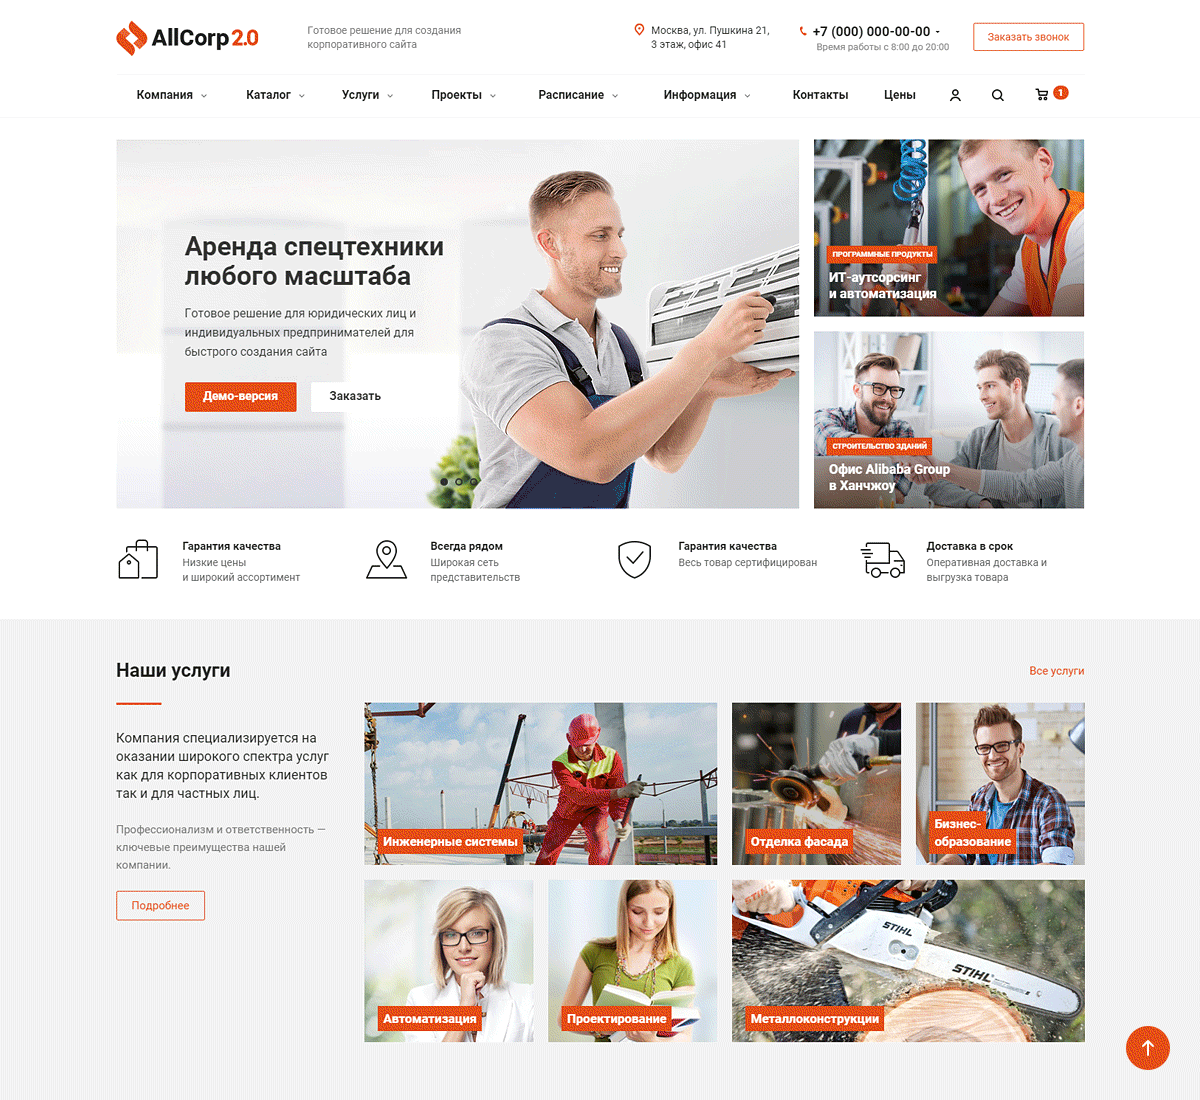 AllCorp 2.0
Готовое решение для создания
корпоративного сайта
Москва, ул. Пушкина 21,
3 этаж, офис 41
+7 (000) 000-00-00
Время работы с 8:00 до 20:00
Заказать звонок
Компания
Каталог
Услуги
Проекты
Расписание
Информация
Контакты
Цены
1
Аренда спецтехники
любого масштаба
Готовое решение для юридических лиц и
индивидуальных предпринимателей для
быстрого создания сайта
Демо-версия
Заказать
ПРОГРАММНЫЕ ПРОДУКТЫ
ИТ-аутсорсинг
и автоматизация
СТРОИТЕЛЬСТВО ЗДАНИЙ
Офис Alibaba Group
в Ханчжоу
Гарантия качества
Низкие цены
и широкий ассортимент
Всегда рядом
Широкая сеть
представительств
Гарантия качества
Весь товар сертифицирован
Доставка в срок
Оперативная доставка и
выгрузка товара
Наши услуги
Все услуги
Компания специализируется на
оказании широкого спектра услуг
как для корпоративных клиентов
так и для частных лиц.
Профессионализм и ответственность —
ключевые преимущества нашей
компании.
Подробнее
Инженерные системы
Отделка фасада
Бизнес-
образование
Автоматизация
Проектирование
STIHL
STIHL
Металлоконструкции